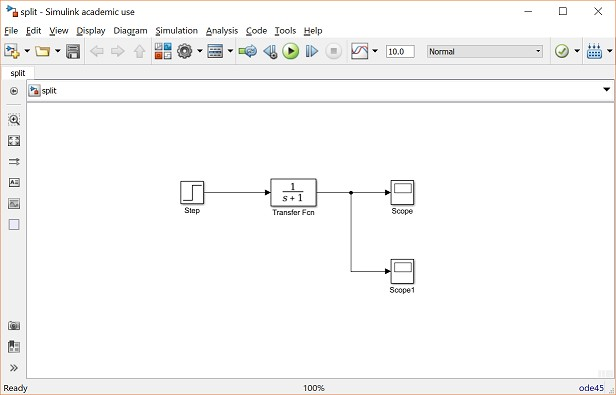 split - Simulink academic use
File Edit View Display Diagram Simulation Analysis Code Tools Help
10.0 Normal
split
split
1
s + 1
Step
Transfer Fcn
Scope
Scope1
Ready 100% ode45